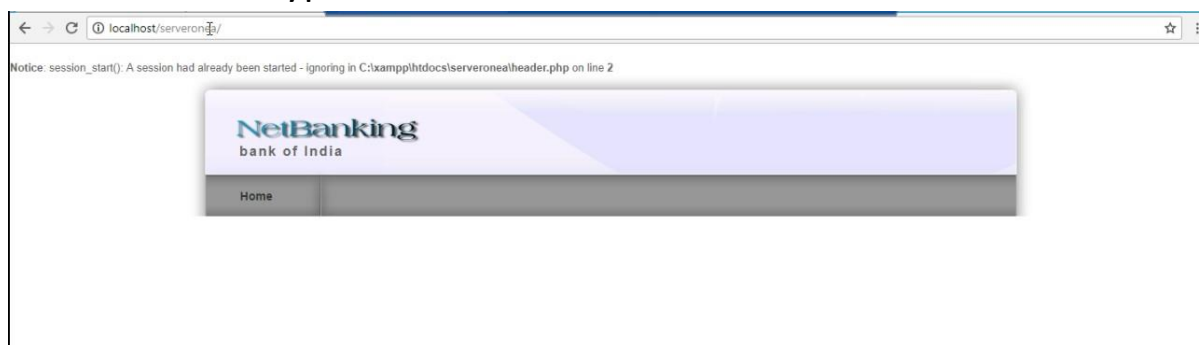 localhost/serveronea/
Notice: session_start(): A session had already been started - ignoring in C:\xampp\htdocs\serveronea\header.php on line 2
NetBanking
bank of India
Home